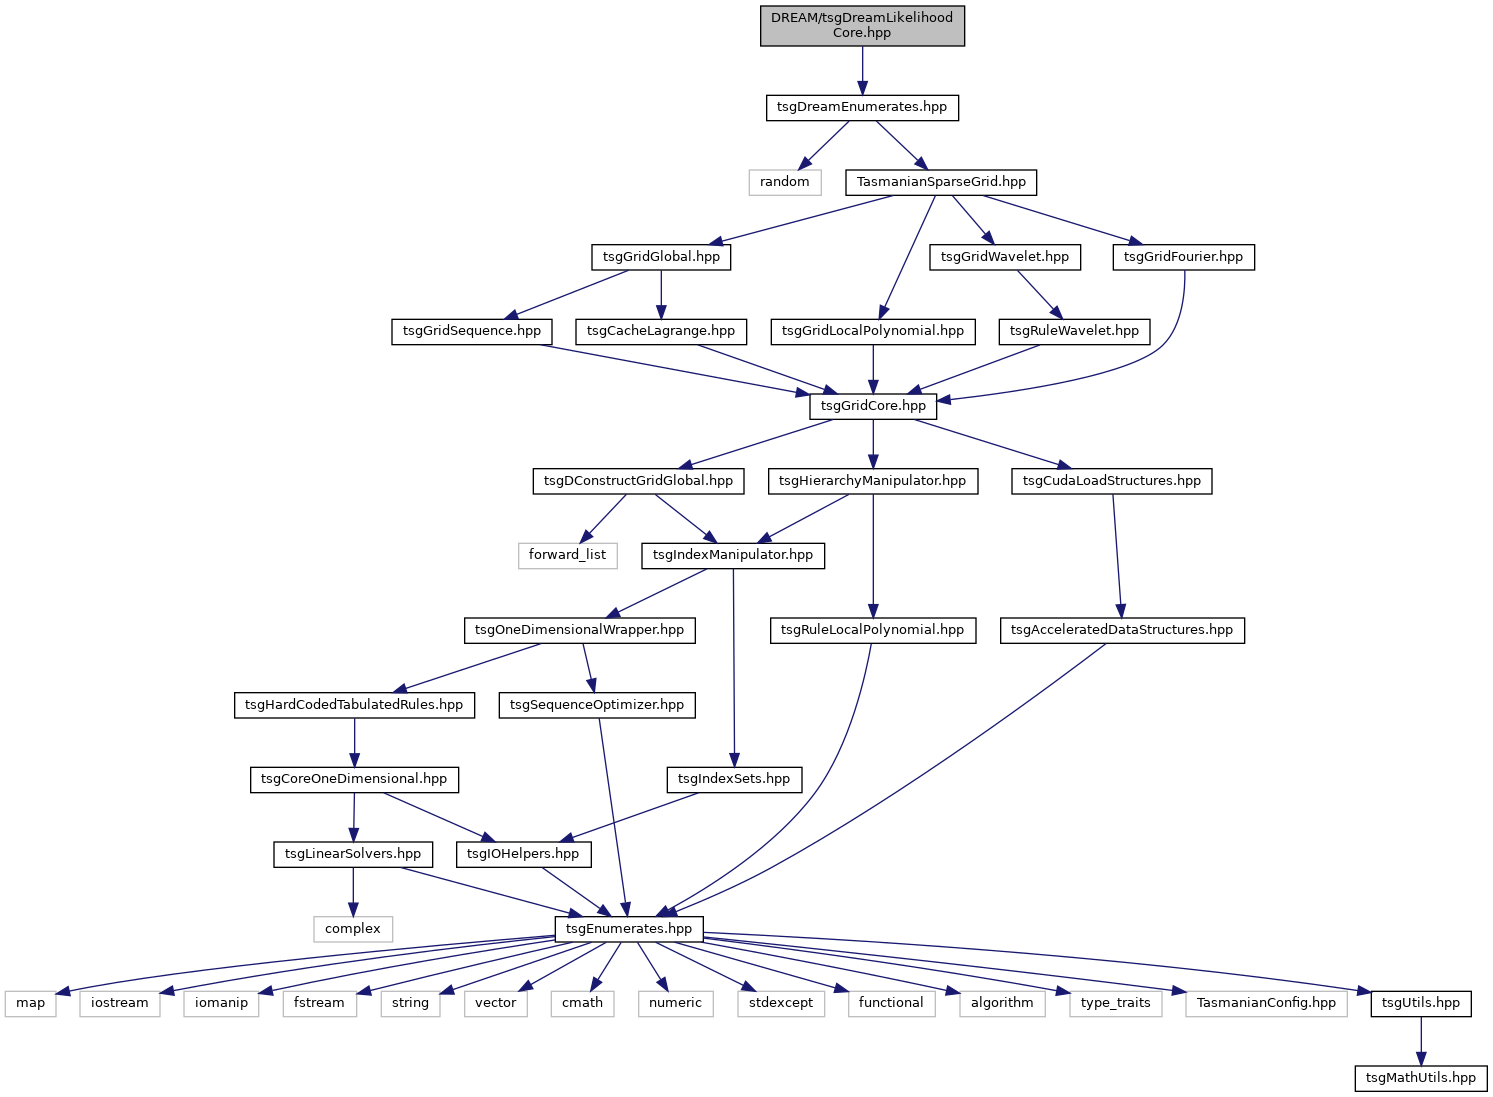 DREAM/tsgDreamLikelihood
Core.hpp
tsgDreamEnumerates.hpp
random
TasmanianSparseGrid.hpp
tsgGridGlobal.hpp
tsgGridWavelet.hpp
tsgGridFourier.hpp
tsgGridSequence.hpp
tsgCacheLagrange.hpp
tsgGridLocalPolynomial.hpp
tsgRuleWavelet.hpp
tsgGridCore.hpp
tsgDConstructGridGlobal.hpp
tsgHierarchyManipulator.hpp
tsgCudaLoadStructures.hpp
forward_list
tsgIndexManipulator.hpp
tsgOneDimensionalWrapper.hpp
tsgRuleLocalPolynomial.hpp
tsgAcceleratedDataStructures.hpp
tsgHardCodedTabulatedRules.hpp
tsgSequenceOptimizer.hpp
tsgCoreOneDimensional.hpp
tsgIndexSets.hpp
tsgLinearSolvers.hpp
tsgIOHelpers.hpp
complex
tsgEnumerates.hpp
map
iostream
iomanip
fstream
string
vector
cmath
numeric
stdexcept
functional
algorithm
type_traits
TasmanianConfig.hpp
tsgUtils.hpp
tsgMathUtils.hpp